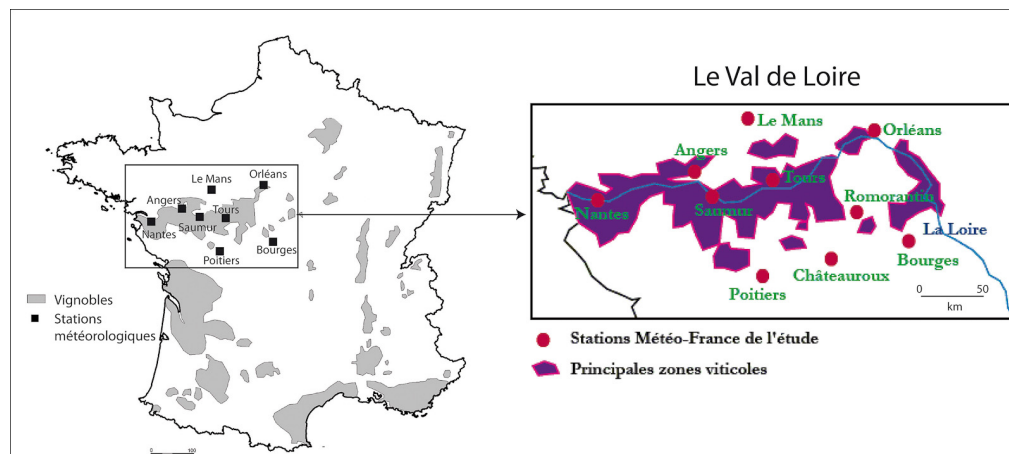 Le Mans
Orléans
Angers
Tours
Nantes
Saumur
Bourges
Poitiers
Vignobles
Stations
météorologiques
0 100
Le Val de Loire
Le Mans
Orléans
Angers
Tours
Romorantin
Nantes
Saumur
La Loire
Bourges
Châteauroux
Poitiers
0 50
km
Stations Météo-France de l'étude
Principales zones viticoles